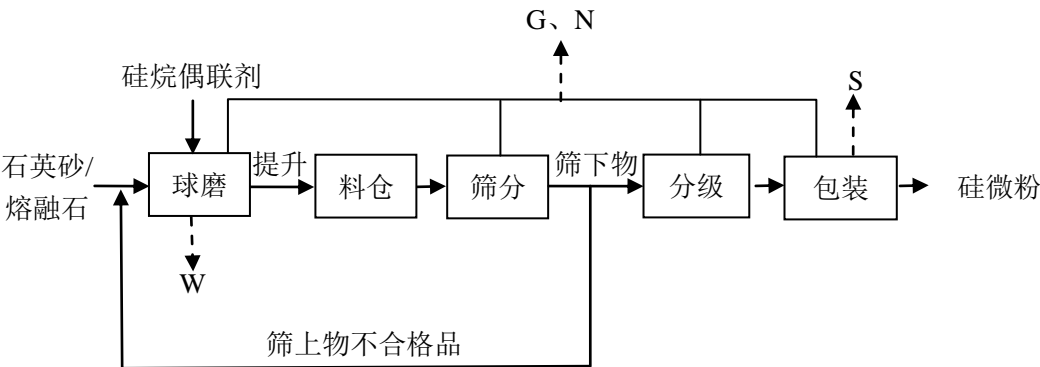 G、N
硅烷偶联剂
S
石英砂/
熔融石
球磨
提升
料仓
筛分
筛下物
分级
包装
硅微粉
W
筛上物不合格品